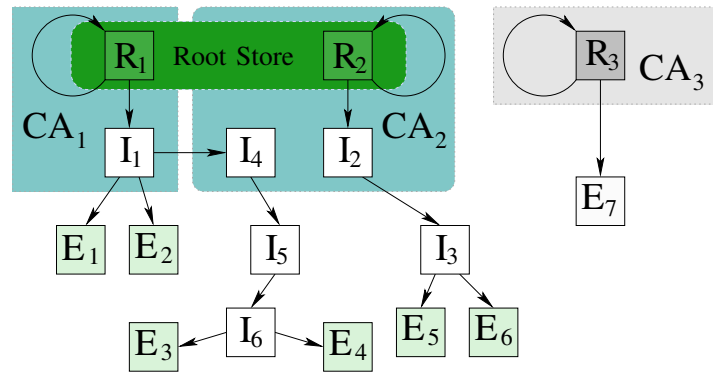 R1 Root Store R2 R3
CA3
CA1 CA2
I1 I4 I2
E7
E1 E2 I5 I3
E3 I6 E4 E5 E6